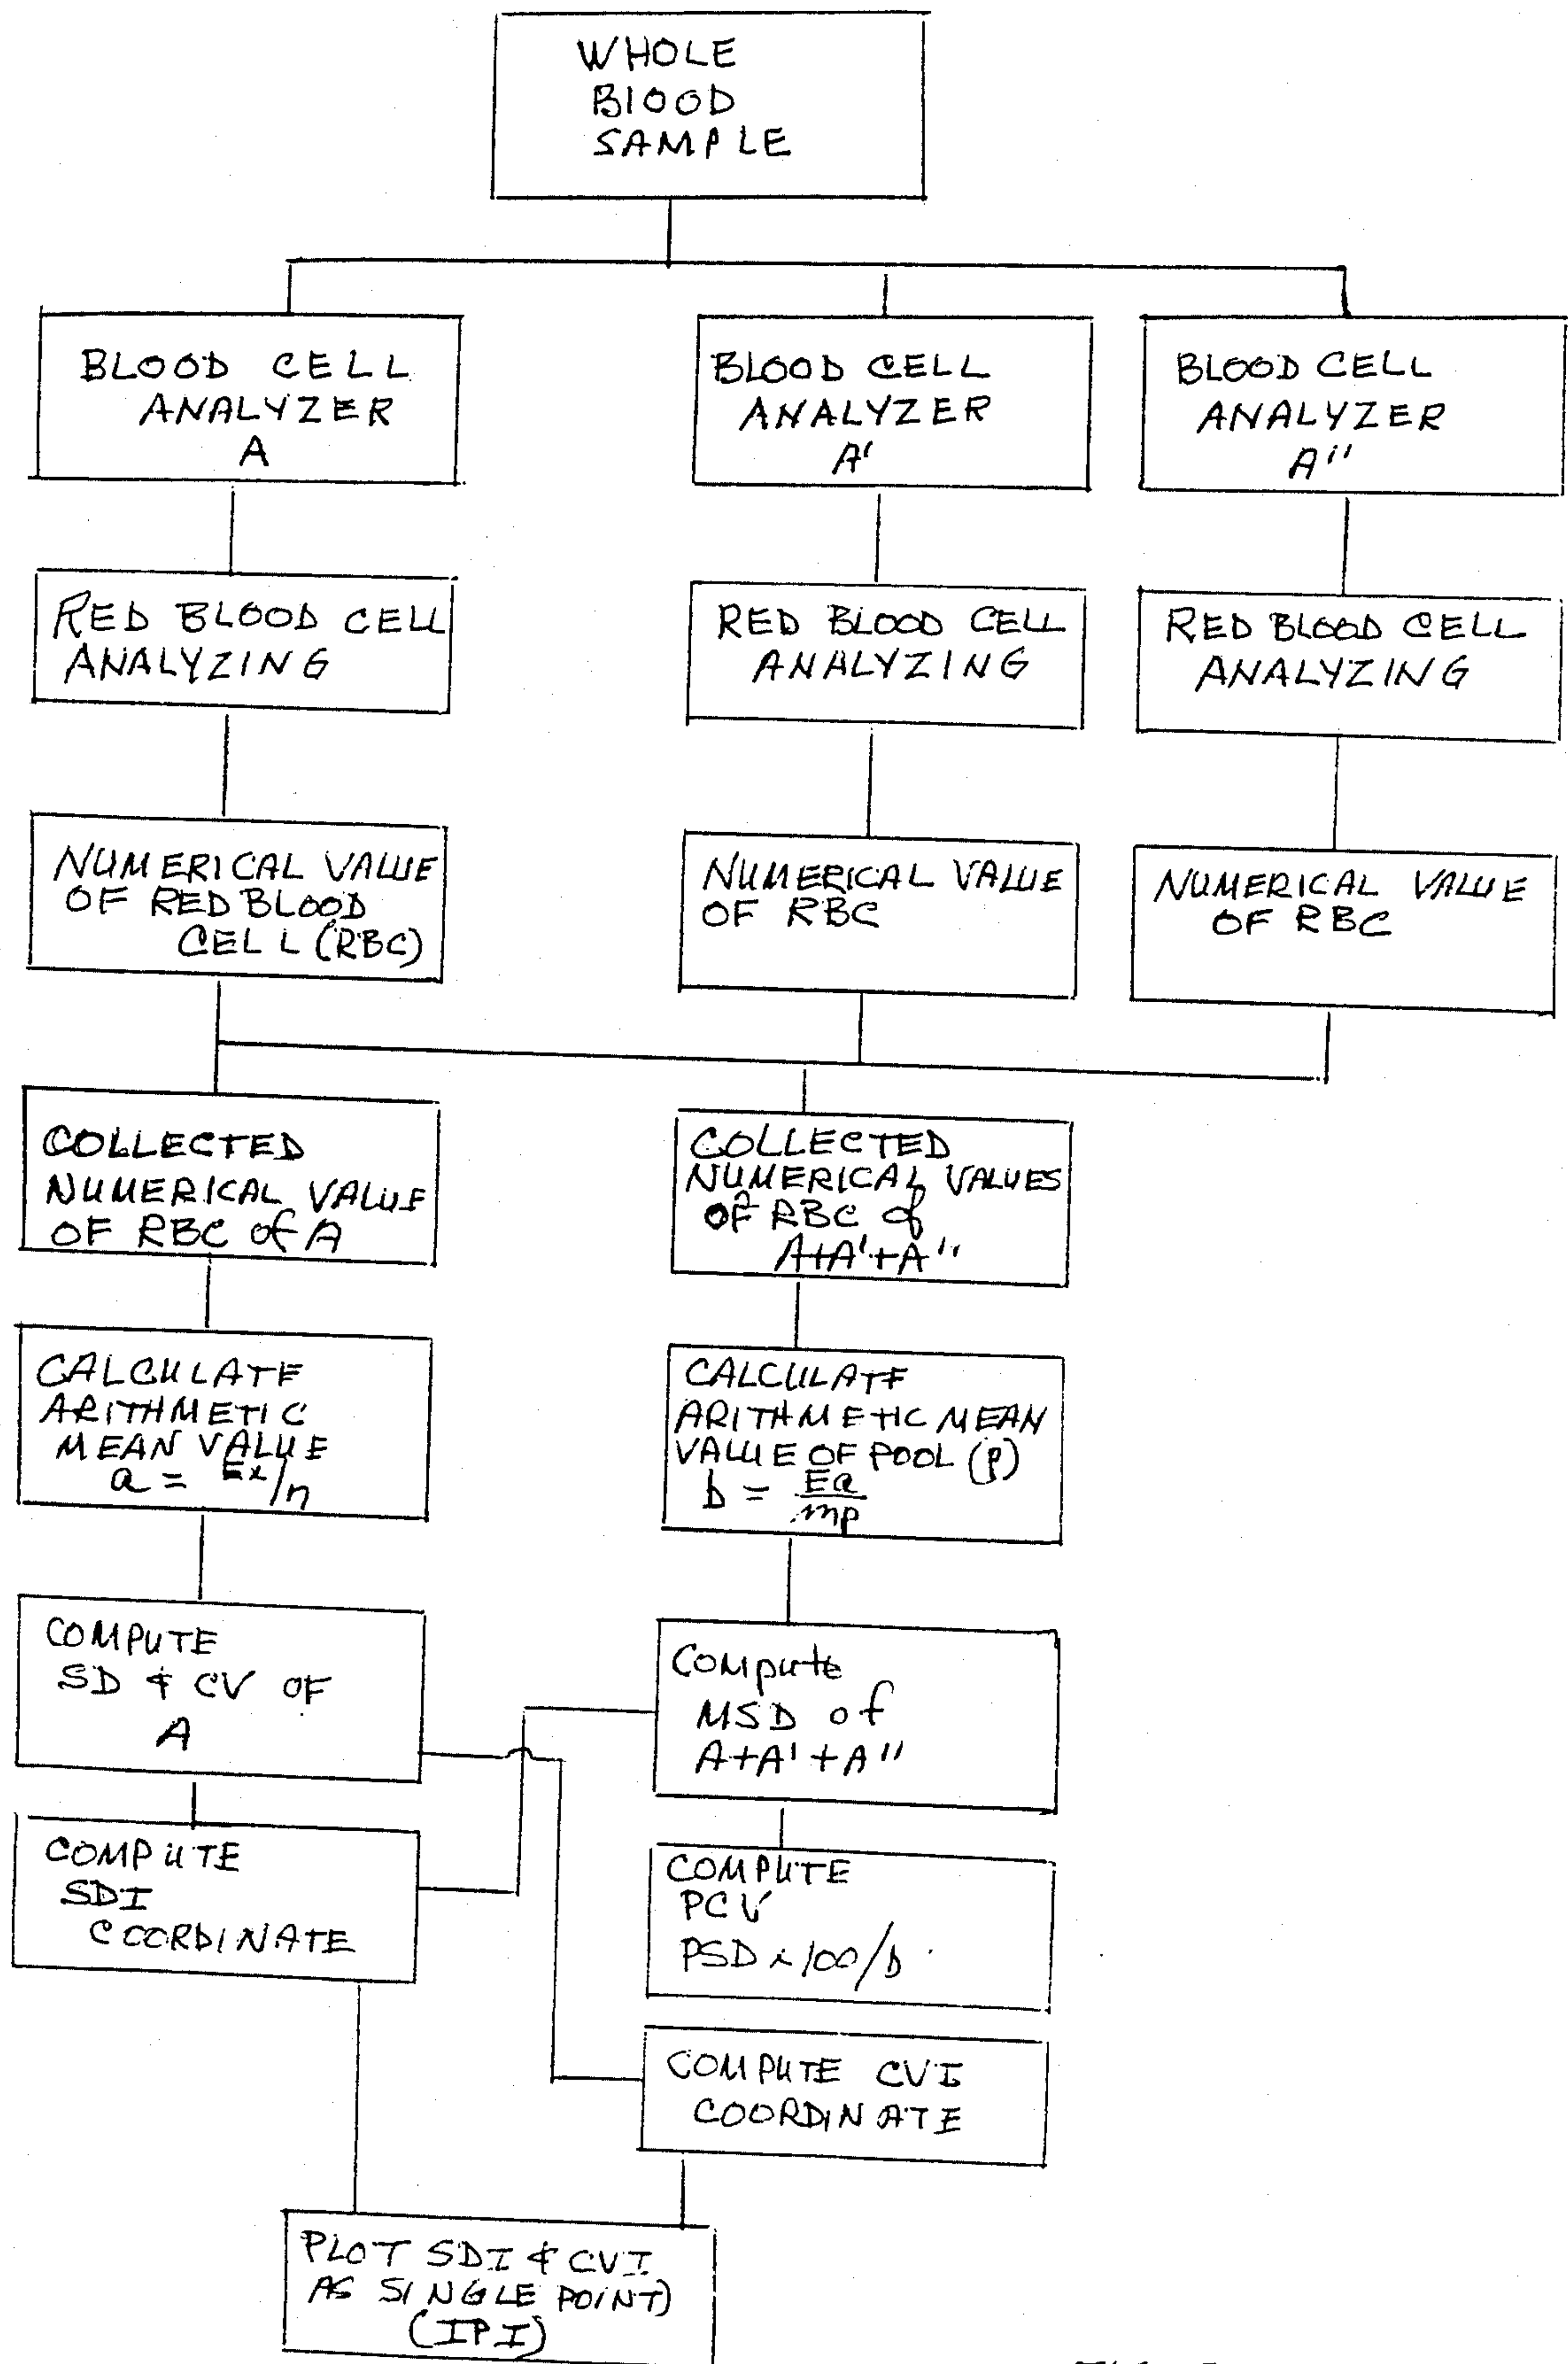 WHOLE
BlOOD
SAMPLE
BLOOD CELL
ANALYZER
A
BLOOD CELL
ANALYZER
A'
BLOOD CELL
ANALYZER
A''
RED BLOOD CELL
ANALYZING
RED BLOOD CELL
ANALYZING
RED BLOOD CELL
ANALYZING
NUMERICAL VALUE
OF RED BLOOD
CELL (RBC)
NUMERICAL VALUE
OF RBC
NUMERICAL VALUE
OF RBC
COLLECTED
NUMERICAL VALUE
OF RBC of A
COLLECTED
NUMERICAL VALUES
OF RBC of
A+A'+A''
CALCULATE
ARITHMETIC
MEAN VALUE
a = Ex/n
CALCULATE
ARITHMETIC MEAN
VALUE OF POOL (p)
b = Ea
mp
COMPUTE
SD & CV OF
A
Compute
MSD of
A+A'+A''
COMPUTE
SDI
COORDINATE
COMPUTE
PCV
PSD x 100/b
COMPUTE CVI
COORDINATE
PLOT SDI & CVI
AS SINGLE POINT)
(IPI)